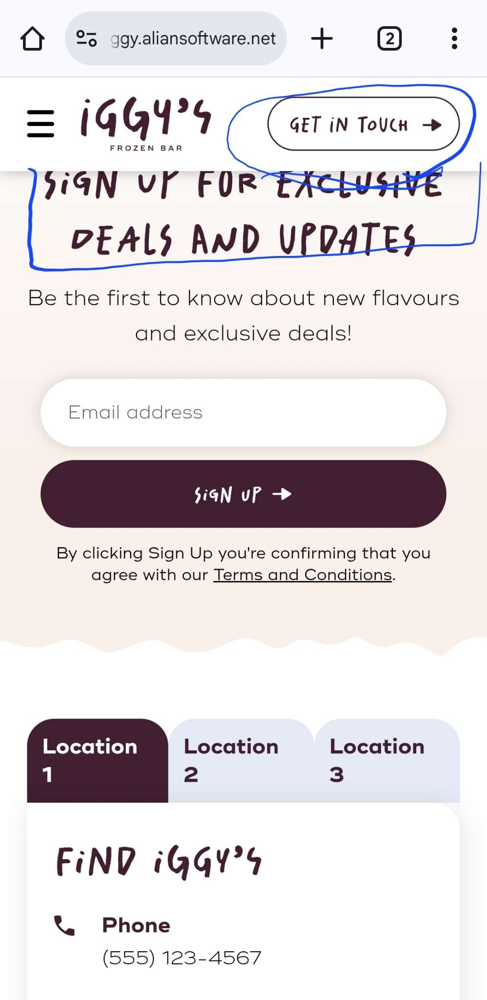 ggy.aliansoftware.net
2
iGGY'S
FROZEN BAR
GET iN TOUCH
SiGN UP FOR EXCLUSIVE
DEALS AND UPDATES
Be the first to know about new flavours
and exclusive deals!
Email address
SiGN UP
By clicking Sign Up you're confirming that you
agree with our Terms and Conditions.
Location
1
Location
2
Location
3
FiND iGGY'S
Phone
(555) 123-4567